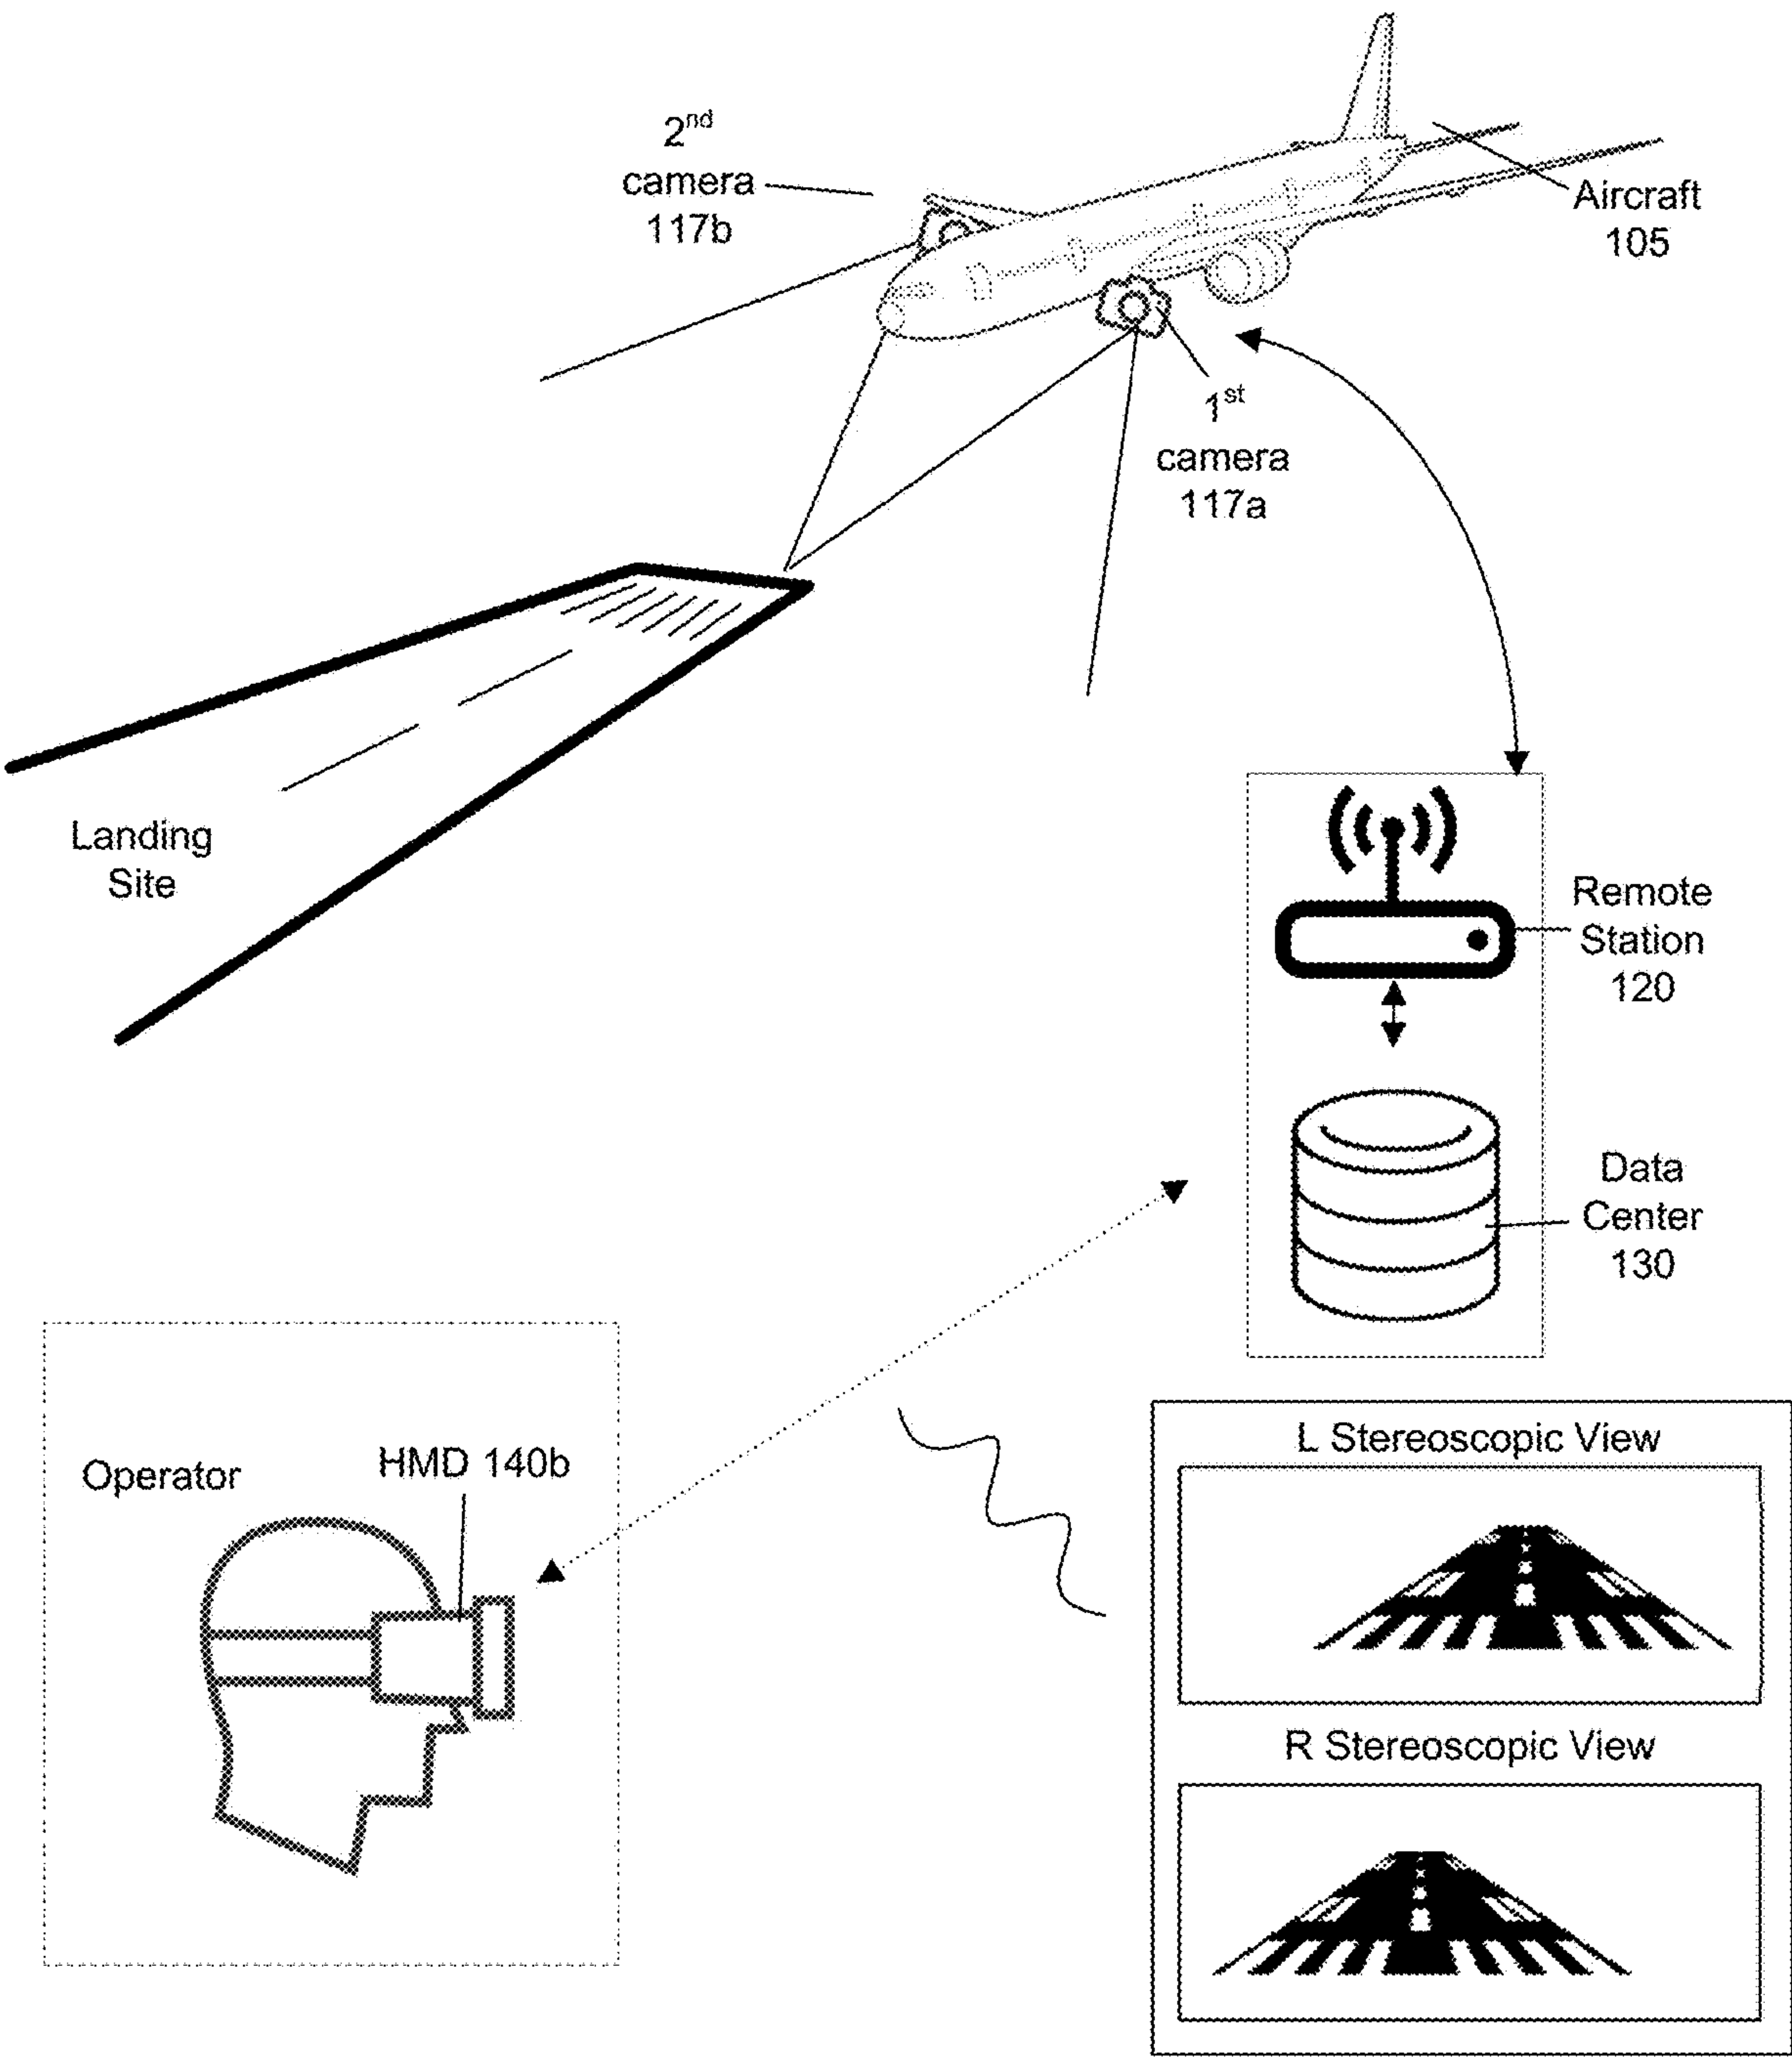 2nd
camera
117b
Aircraft
105
1st
camera
117a
Landing
Site
Remote
Station
120
Data
Center
130
Operator
HMD 140b
L Stereoscopic View
R Stereoscopic View